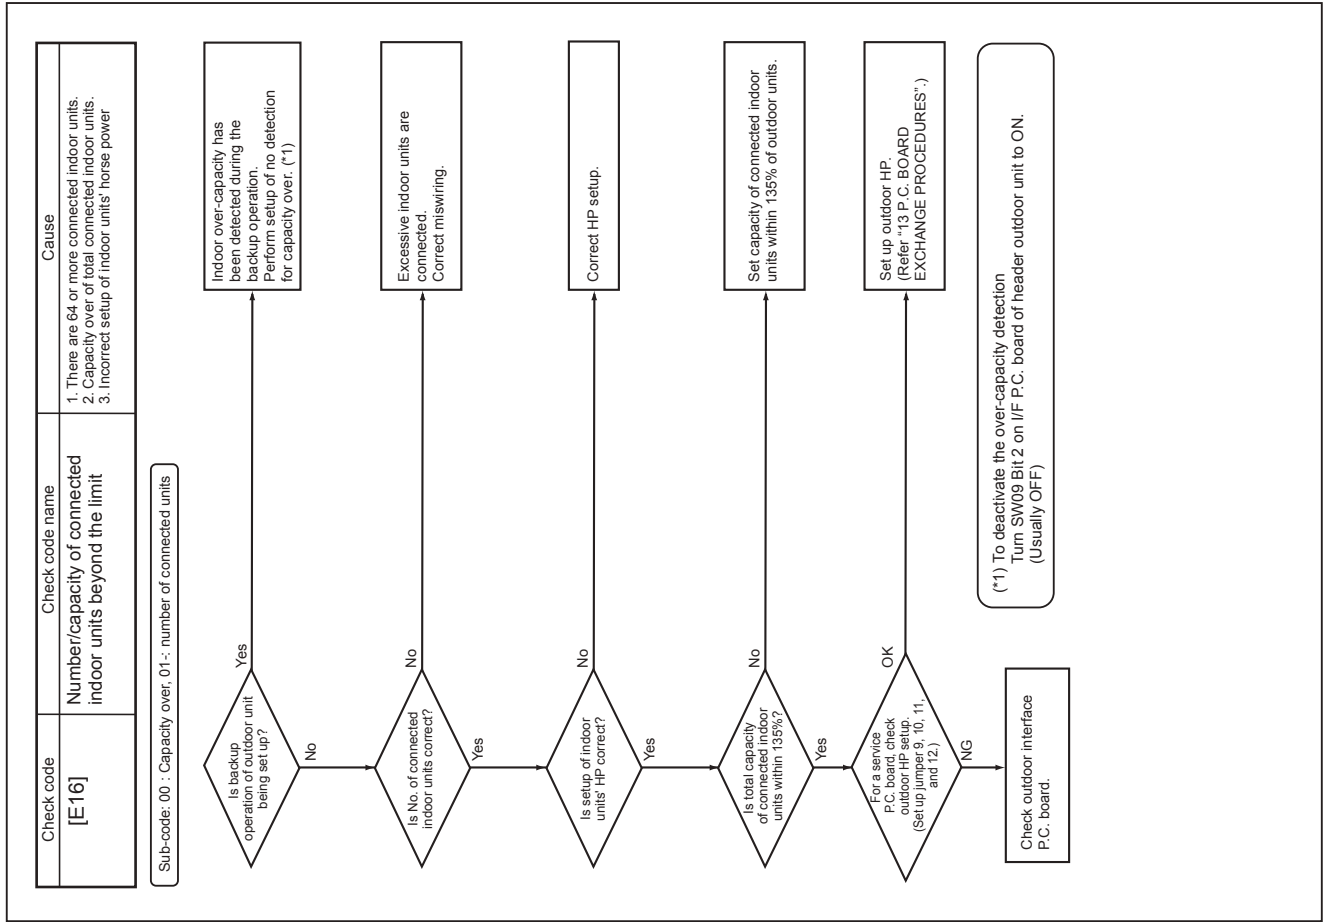 Check code
Check code name
Cause
[E16]
Number/capacity of connected
indoor units beyond the limit
1. There are 64 or more connected indoor units.
2. Capacity over of total connected indoor units.
3. Incorrect setup of indoor units' horse power
Sub-code: 00 : Capacity over, 01-: number of connected units
Is backup
operation of outdoor unit
being set up?
Yes
Indoor over-capacity has
been detected during the
backup operation.
Perform setup of no detection
for capacity over. (*1)
No
Is No. of connected
indoor units correct?
No
Excessive indoor units are
connected.
Correct miswiring.
Yes
Is setup of indoor
units' HP correct?
No
Correct HP setup.
Yes
Is total capacity
of connected indoor
units within 135%?
No
Set capacity of connected indoor
units within 135% of outdoor units.
Yes
For a service
P.C. board, check
outdoor HP setup.
(Set up jumper 9, 10, 11,
and 12.)
OK
Set up outdoor HP.
(Refer “13 P.C. BOARD
EXCHANGE PROCEDURES”.)
NG
Check outdoor interface
P.C. board.
(*1) To deactivate the over-capacity detection
Turn SW09 Bit 2 on I/F P.C. board of header outdoor unit to ON.
(Usually OFF)